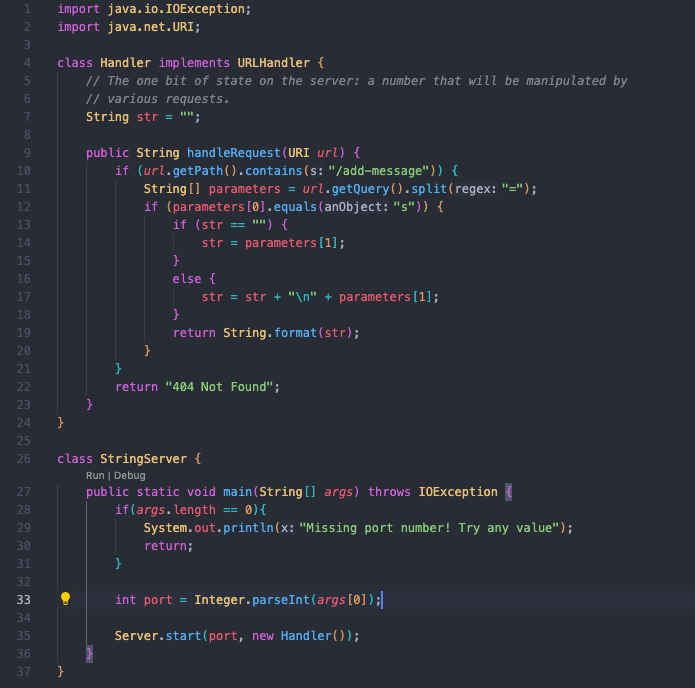 1 import java.io.IOException;
2 import java.net.URI;
3
4 class Handler implements URLHandler {
5 // The one bit of state on the server: a number that will be manipulated by
6 // various requests.
7 String str = "";
8
9 public String handleRequest(URI url) {
10 if (url.getPath().contains(s: "/add-message")) {
11 String[] parameters = url.getQuery().split(regex: "=");
12 if (parameters[0].equals(anObject: "s")) {
13 if (str == "") {
14 str = parameters[1];
15 }
16 else {
17 str = str + "\n" + parameters[1];
18 }
19 return String.format(str);
20 }
21 }
22 return "404 Not Found";
23 }
24 }
25
26 class StringServer {
Run | Debug
27 public static void main(String[] args) throws IOException {
28 if(args.length == 0){
29 System.out.println(x: "Missing port number! Try any value");
30 return;
31 }
32
33 int port = Integer.parseInt(args[0]);
34
35 Server.start(port, new Handler());
36 }
37 }